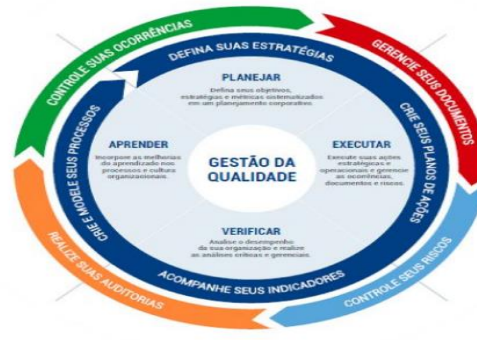 CONTROLE SUAS OCORRÊNCIAS
GERENCIE SEUS DOCUMENTOS
DEFINA SUAS ESTRATÉGIAS
PLANEJAR
Defina seus objetivos,
estratégias e métricas sistematizados
em um planejamento corporativo.
CRIE E MODELE SEUS PROCESSOS
APRENDER
Incorpore as melhorias
do aprendizado nos
processos e cultura
organizacionais.
GESTÃO DA
QUALIDADE
EXECUTAR
Execute suas ações
estratégicas e
operacionais e gerencie
as ocorrências,
documentos e riscos.
CRIE SEUS PLANOS DE AÇÕES
VERIFICAR
Analise o desempenho
da sua organização e realize
as análises críticas e gerenciais.
ACOMPANHE SEUS INDICADORES
REALIZE SUAS AUDITORIAS
CONTROLE SEUS RISCOS